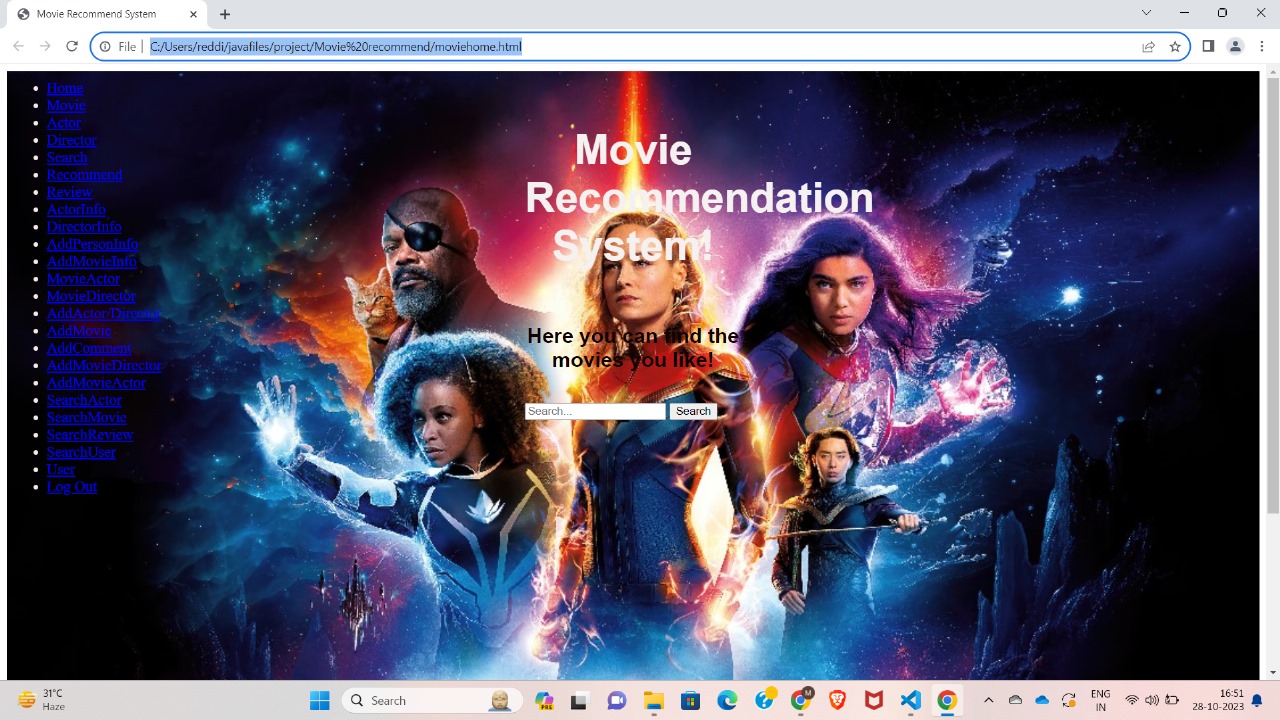 Movie Recommend System
File | C:/Users/reddi/javafiles/project/Movie%20recommend/moviehome.html
Home
Movie
Actor
Director
Search
Recommend
Review
ActorInfo
DirectorInfo
AddPersonInfo
AddMovieInfo
MovieActor
MovieDirector
AddActor/Director
AddMovie
AddComment
AddMovieDirector
AddMovieActor
SearchActor
SearchMovie
SearchReview
SearchUser
User
Log Out
Movie
Recommendation
System!
Here you can find the
movies you like!
Search... Search
31°C
Haze
Search
PRE
M
ENG
IN
16:51
28-10-2023